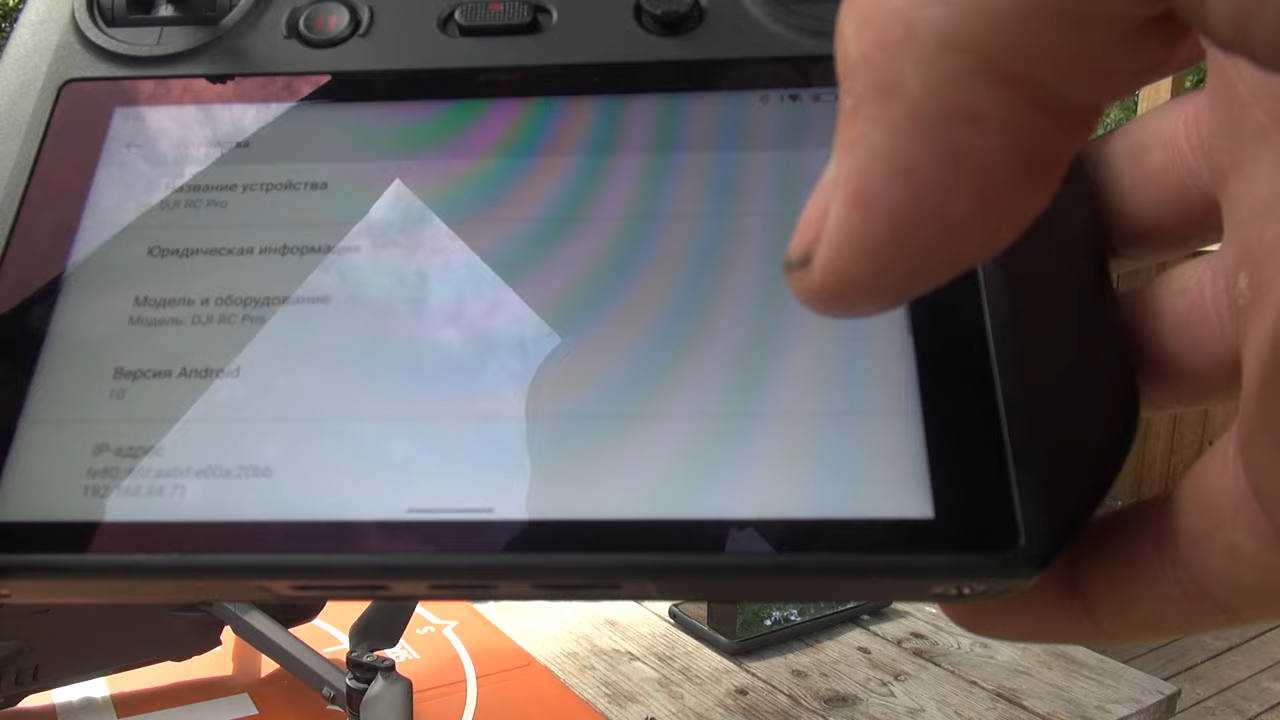 Название устройства
DJI RC Pro
Юридическая информация
Модель и оборудование
Модель: DJI RC Pro
Версия Android
10
IP-адрес